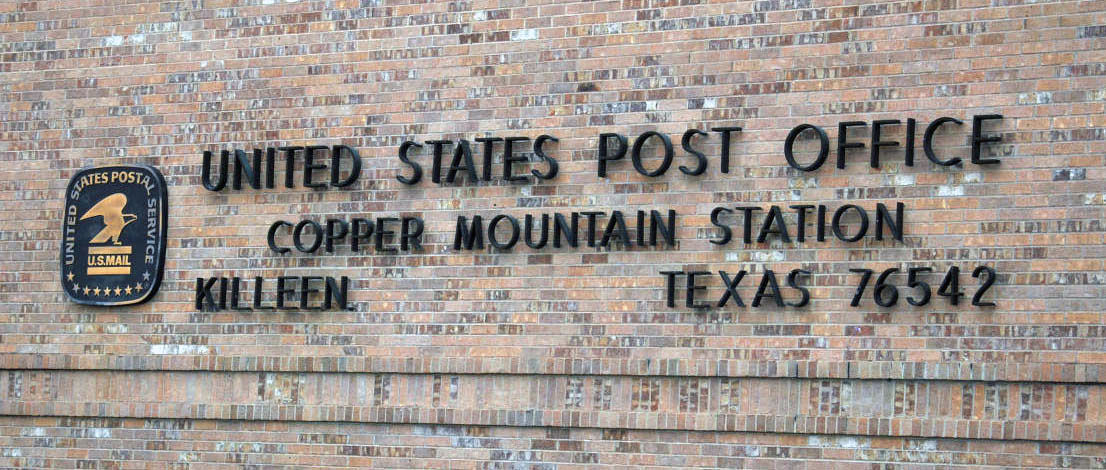 UNITED STATES POST OFFICE
COPPER MOUNTAIN STATION
KILLEEN, TEXAS 76542
UNITED STATES POSTAL SERVICE
U.S.MAIL